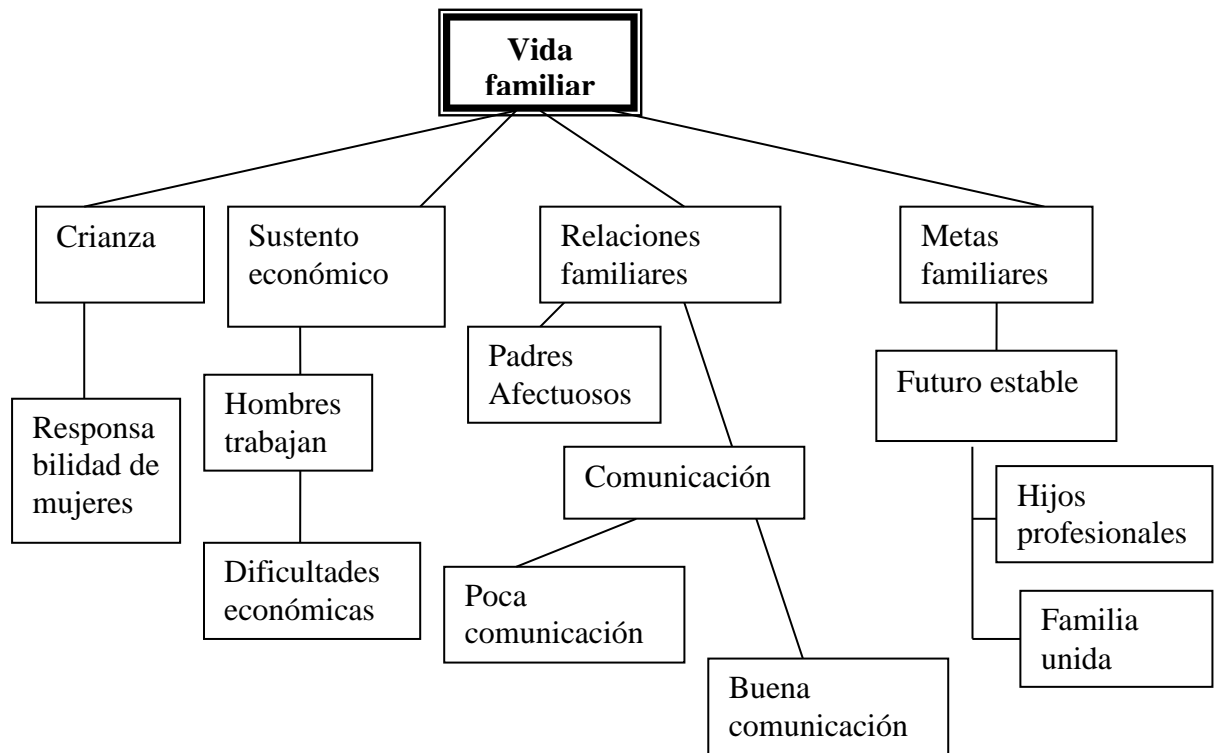 Vida
familiar
Crianza
Sustento
económico
Relaciones
familiares
Metas
familiares
Responsa
bilidad de
mujeres
Hombres
trabajan
Dificultades
económicas
Padres
Afectuosos
Comunicación
Poca
comunicación
Buena
comunicación
Futuro estable
Hijos
profesionales
Familia
unida